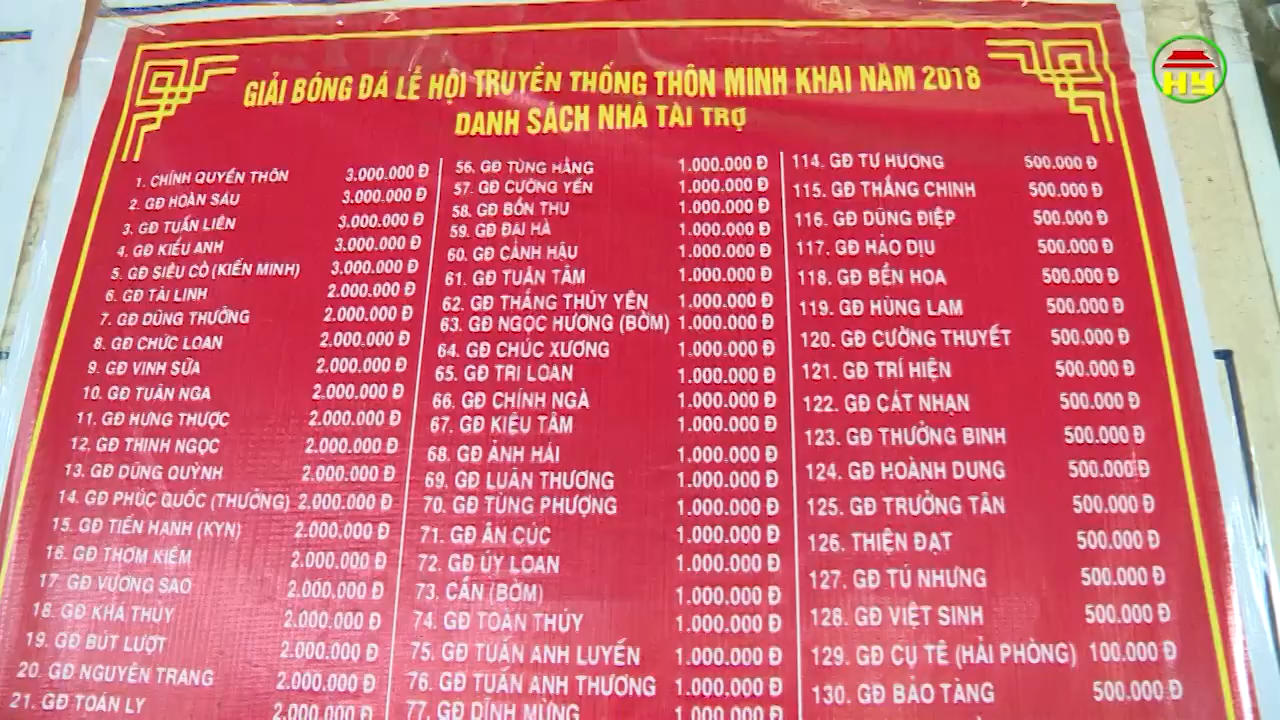 GIẢI BÓNG ĐÁ LỄ HỘI TRUYỀN THỐNG THÔN MINH KHAI NĂM 2018
DANH SÁCH NHÀ TÀI TRỢ
1. CHÍNH QUYỀN THÔN 3.000.000 Đ
2. GĐ HOÀN SÁU 3.000.000 Đ
3. GĐ TUẤN LIÊN 3.000.000 Đ
4. GĐ KIỀU ANH 3.000.000 Đ
5. GĐ SIÊU CÒ (KIẾN MINH) 3.000.000 Đ
6. GĐ TÀI LINH 2.000.000 Đ
7. GĐ DŨNG THƯỞNG 2.000.000 Đ
8. GĐ CHỨC LOAN 2.000.000 Đ
9. GĐ VINH SỮA 2.000.000 Đ
10. GĐ TUẤN NGA 2.000.000 Đ
11. GĐ HƯNG THƯỢC 2.000.000 Đ
12. GĐ THỊNH NGỌC 2.000.000 Đ
13. GĐ DŨNG QUỲNH 2.000.000 Đ
14. GĐ PHÚC QUỐC (THƯỞNG) 2.000.000 Đ
15. GĐ TIẾN HẠNH (KYN) 2.000.000 Đ
16. GĐ THƠM KIỂM 2.000.000 Đ
17. GĐ VƯỢNG SAO 2.000.000 Đ
18. GĐ KHA THỦY 2.000.000 Đ
19. GĐ BÚT LƯỢT 2.000.000 Đ
20. GĐ NGUYÊN TRANG 2.000.000 Đ
21. GĐ TOÁN LÝ 2.000.000 Đ
56. GĐ TÙNG HẰNG 1.000.000 Đ
57. GĐ CƯỜNG YẾN 1.000.000 Đ
58. GĐ BỐN THU 1.000.000 Đ
59. GĐ ĐẠI HÀ 1.000.000 Đ
60. GĐ CẢNH HẬU 1.000.000 Đ
61. GĐ TUẤN TÂM 1.000.000 Đ
62. GĐ THẮNG THÚY YÊN 1.000.000 Đ
63. GĐ NGỌC HƯƠNG (BỜM) 1.000.000 Đ
64. GĐ CHÚC XƯƠNG 1.000.000 Đ
65. GĐ TRI LOAN 1.000.000 Đ
66. GĐ CHÍNH NGÀ 1.000.000 Đ
67. GĐ KIỀU TÂM 1.000.000 Đ
68. GĐ ÁNH HẢI 1.000.000 Đ
69. GĐ LUÂN THƯƠNG 1.000.000 Đ
70. GĐ TÙNG PHƯỢNG 1.000.000 Đ
71. GĐ ÂN CÚC 1.000.000 Đ
72. GĐ ÚY LOAN 1.000.000 Đ
73. CẦN (BỜM) 1.000.000 Đ
74. GĐ TOÀN THÚY 1.000.000 Đ
75. GĐ TUẤN ANH LUYẾN 1.000.000 Đ
76. GĐ TUẤN ANH THƯƠNG 1.000.000 Đ
77. GĐ DĨNH MỪNG 1.000.000 Đ
114. GĐ TƯ HƯƠNG 500.000 Đ
115. GĐ THẮNG CHINH 500.000 Đ
116. GĐ DŨNG ĐIỆP 500.000 Đ
117. GĐ HẢO DỊU 500.000 Đ
118. GĐ BỀN HOA 500.000 Đ
119. GĐ HÙNG LAM 500.000 Đ
120. GĐ CƯỜNG THUYẾT 500.000 Đ
121. GĐ TRÍ HIỆN 500.000 Đ
122. GĐ CÁT NHẠN 500.000 Đ
123. GĐ THƯỞNG BINH 500.000 Đ
124. GĐ HOÀNH DUNG 500.000 Đ
125. GĐ TRƯỞNG TÂN 500.000 Đ
126. THIỆN ĐẠT 500.000 Đ
127. GĐ TÚ NHƯNG 500.000 Đ
128. GĐ VIỆT SINH 500.000 Đ
129. GĐ CỤ TÊ (HẢI PHÒNG) 100.000 Đ
130. GĐ BẢO TÀNG 500.000 Đ
HY